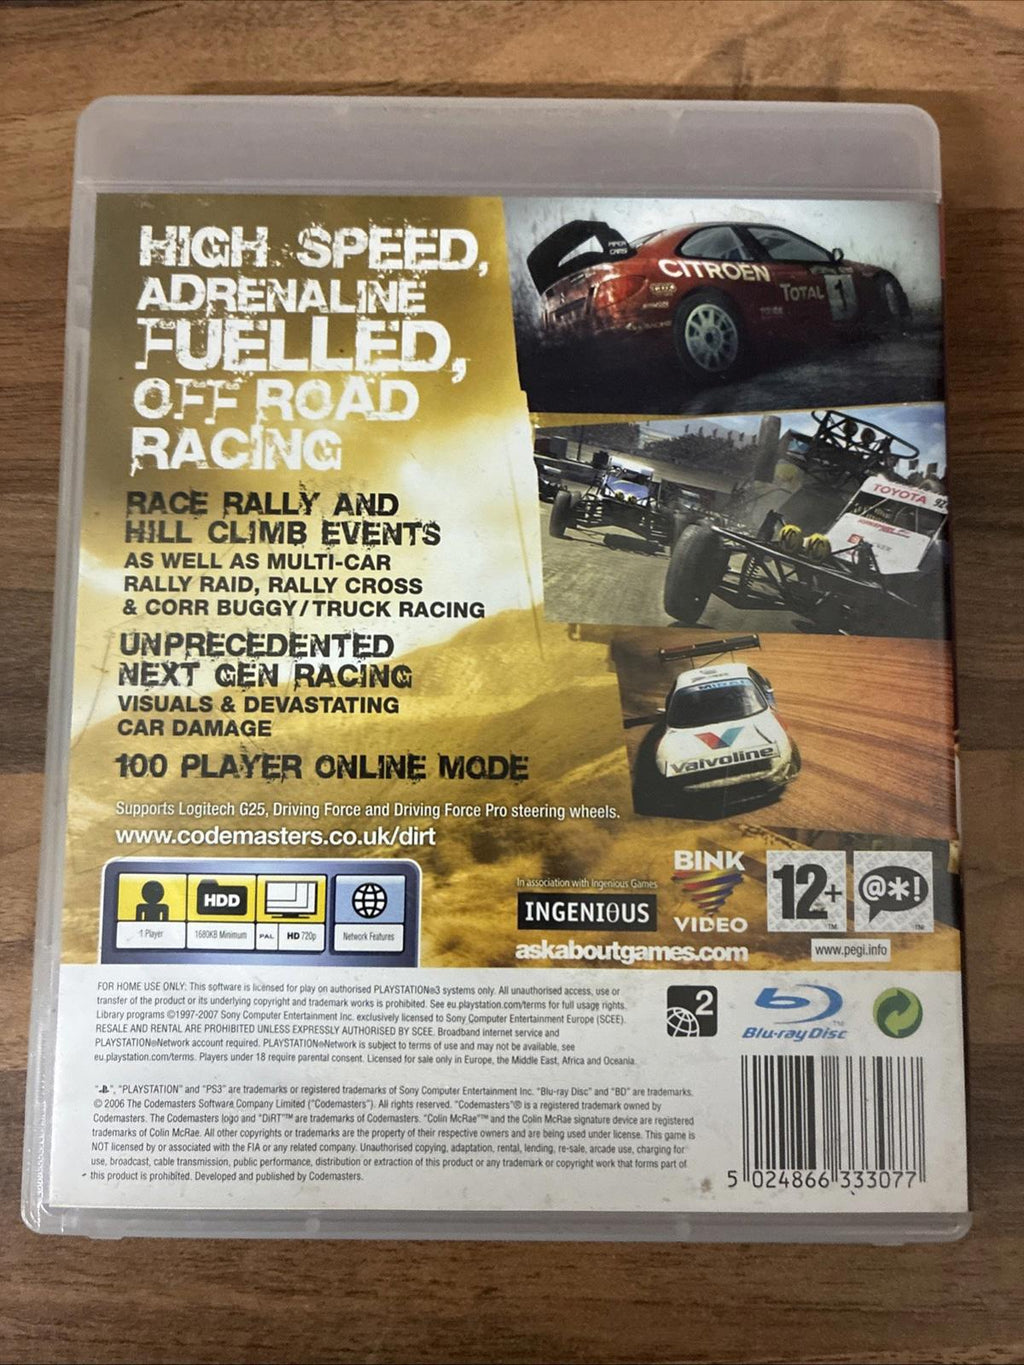 HIGH SPEED,
ADRENALINE
FUELLED,
OFF ROAD
RACING
RACE RALLY AND
HILL CLIMB EVENTS
AS WELL AS MULTI-CAR
RALLY RAID, RALLY CROSS
& CORR BUGGY/TRUCK RACING
UNPRECEDENTED
NEXT GEN RACING
VISUALS & DEVASTATING
CAR DAMAGE
100 PLAYER ONLINE MODE
Supports Logitech G25, Driving Force and Driving Force Pro steering wheels.
www.codemasters.co.uk/dirt
CITROËN
TOTAL
1
TOYOTA
92
Valvoline
HDD
1 Player
1680KB Minimum
PAL
HD 720p
Network Features
In association with Ingenious Games
INGENIΘUS
askaboutgames.com
BINK
VIDEO
12+
@*!
TM
TM
www.pegi.info
FOR HOME USE ONLY: This software is licensed for play on authorised PLAYSTATION®3 systems only. All unauthorised access, use or
transfer of the product or its underlying copyright and trademark works is prohibited. See eu.playstation.com/terms for full usage rights.
Library programs ©1997-2007 Sony Computer Entertainment Inc. exclusively licensed to Sony Computer Entertainment Europe (SCEE).
RESALE AND RENTAL ARE PROHIBITED UNLESS EXPRESSLY AUTHORISED BY SCEE. Broadband internet service and
PLAYSTATION®Network account required. PLAYSTATION®Network is subject to terms of use and may not be available, see
eu.playstation.com/terms. Players under 18 require parental consent. Licensed for sale only in Europe, the Middle East, Africa and Oceania.
2
Blu-ray Disc
TM
", "PLAYSTATION" and "PS3" are trademarks or registered trademarks of Sony Computer Entertainment Inc. "Blu-ray Disc" and "BD" are trademarks.
© 2006 The Codemasters Software Company Limited ("Codemasters"). All rights reserved. "Codemasters"® is a registered trademark owned by
Codemasters. The Codemasters logo and "DiRT"™ are trademarks of Codemasters. "Colin McRae"™ and the Colin McRae signature device are registered
trademarks of Colin McRae. All other copyrights or trademarks are the property of their respective owners and are being used under license. This game is
NOT licensed by or associated with the FIA or any related company. Unauthorised copying, adaptation, rental, lending, re-sale, arcade use, charging for
use, broadcast, cable transmission, public performance, distribution or extraction of this product or any trademark or copyright work that forms part of
this product is prohibited. Developed and published by Codemasters.
5 024866 333077